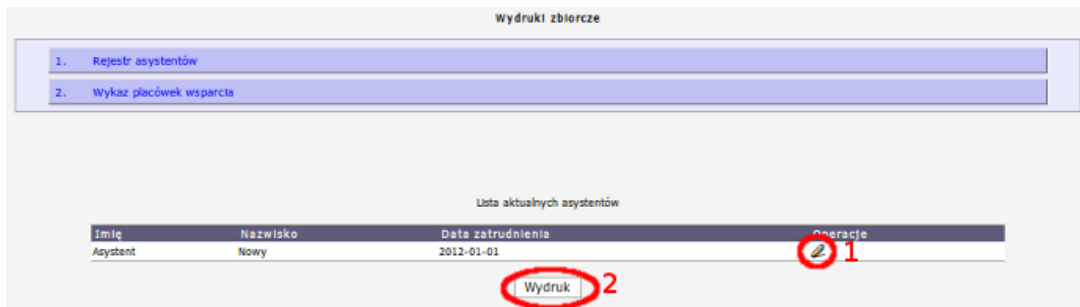 Wydruki zbiorcze
1. Rejestr asystentów
2. Wykaz placówek wsparcia
Lista aktualnych asystentów
Imię Nazwisko Data zatrudnienia Operacje
Asystent Nowy 2012-01-01 1
Wydruk 2